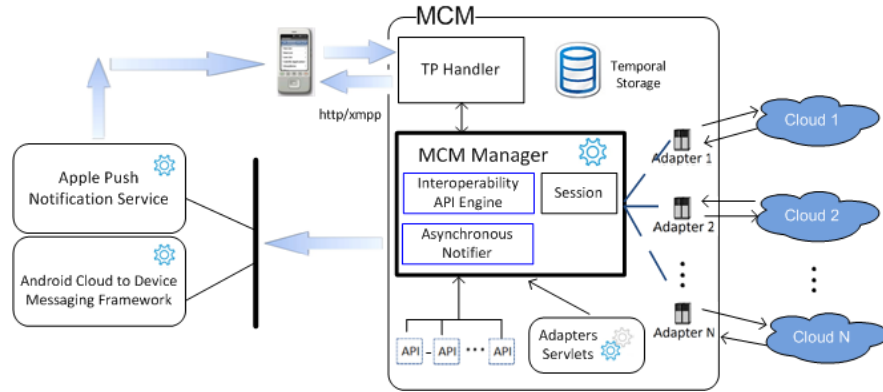 MCM
TP Handler
Temporal
Storage
http/xmpp
Cloud 1
Adapter 1
MCM Manager
Interoperability
API Engine
Session
Asynchronous
Notifier
Apple Push
Notification Service
Android Cloud to Device
Messaging Framework
Cloud 2
Adapter 2
Adapter N
Cloud N
API
API
API
Adapters
Servlets